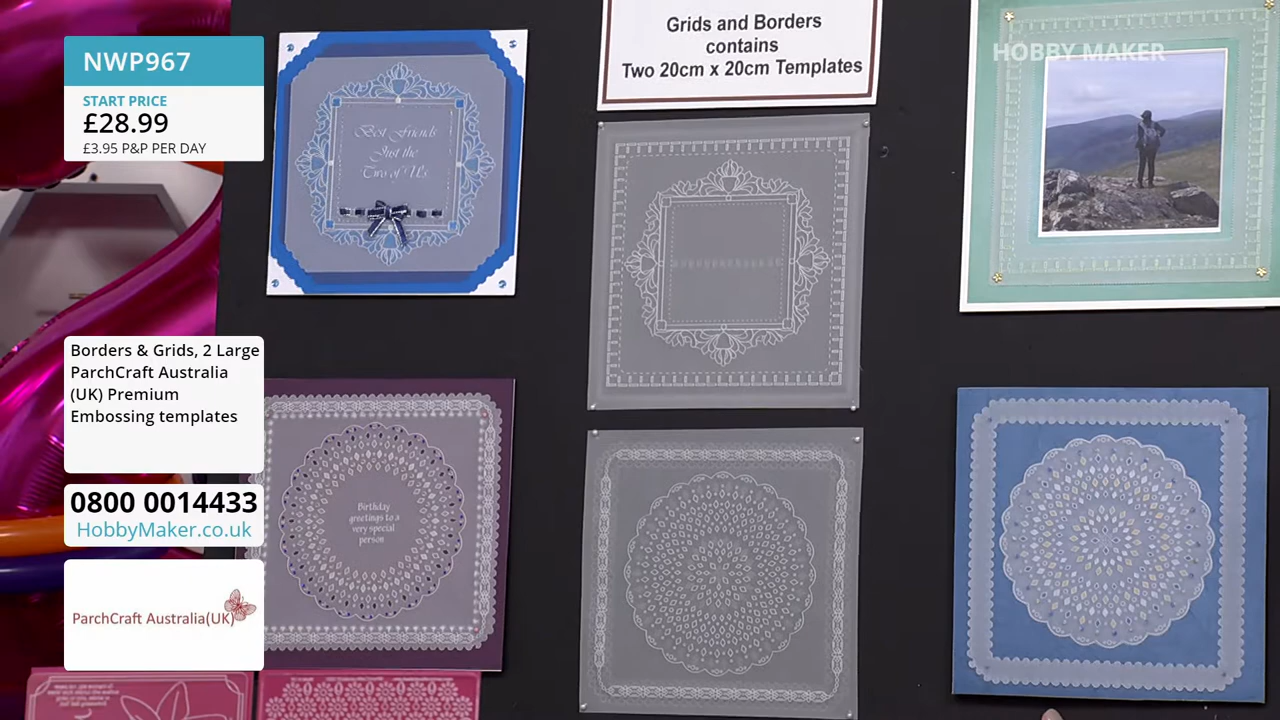 NWP967
START PRICE
£28.99
£3.95 P&P PER DAY
Borders & Grids, 2 Large
ParchCraft Australia
(UK) Premium
Embossing templates
0800 0014433
HobbyMaker.co.uk
ParchCraft Australia(UK)
Grids and Borders
contains
Two 20cm x 20cm Templates
HOBBY MAKER
Best Friends
Just the
Two of Us
Birthday
greetings to a
very special
person